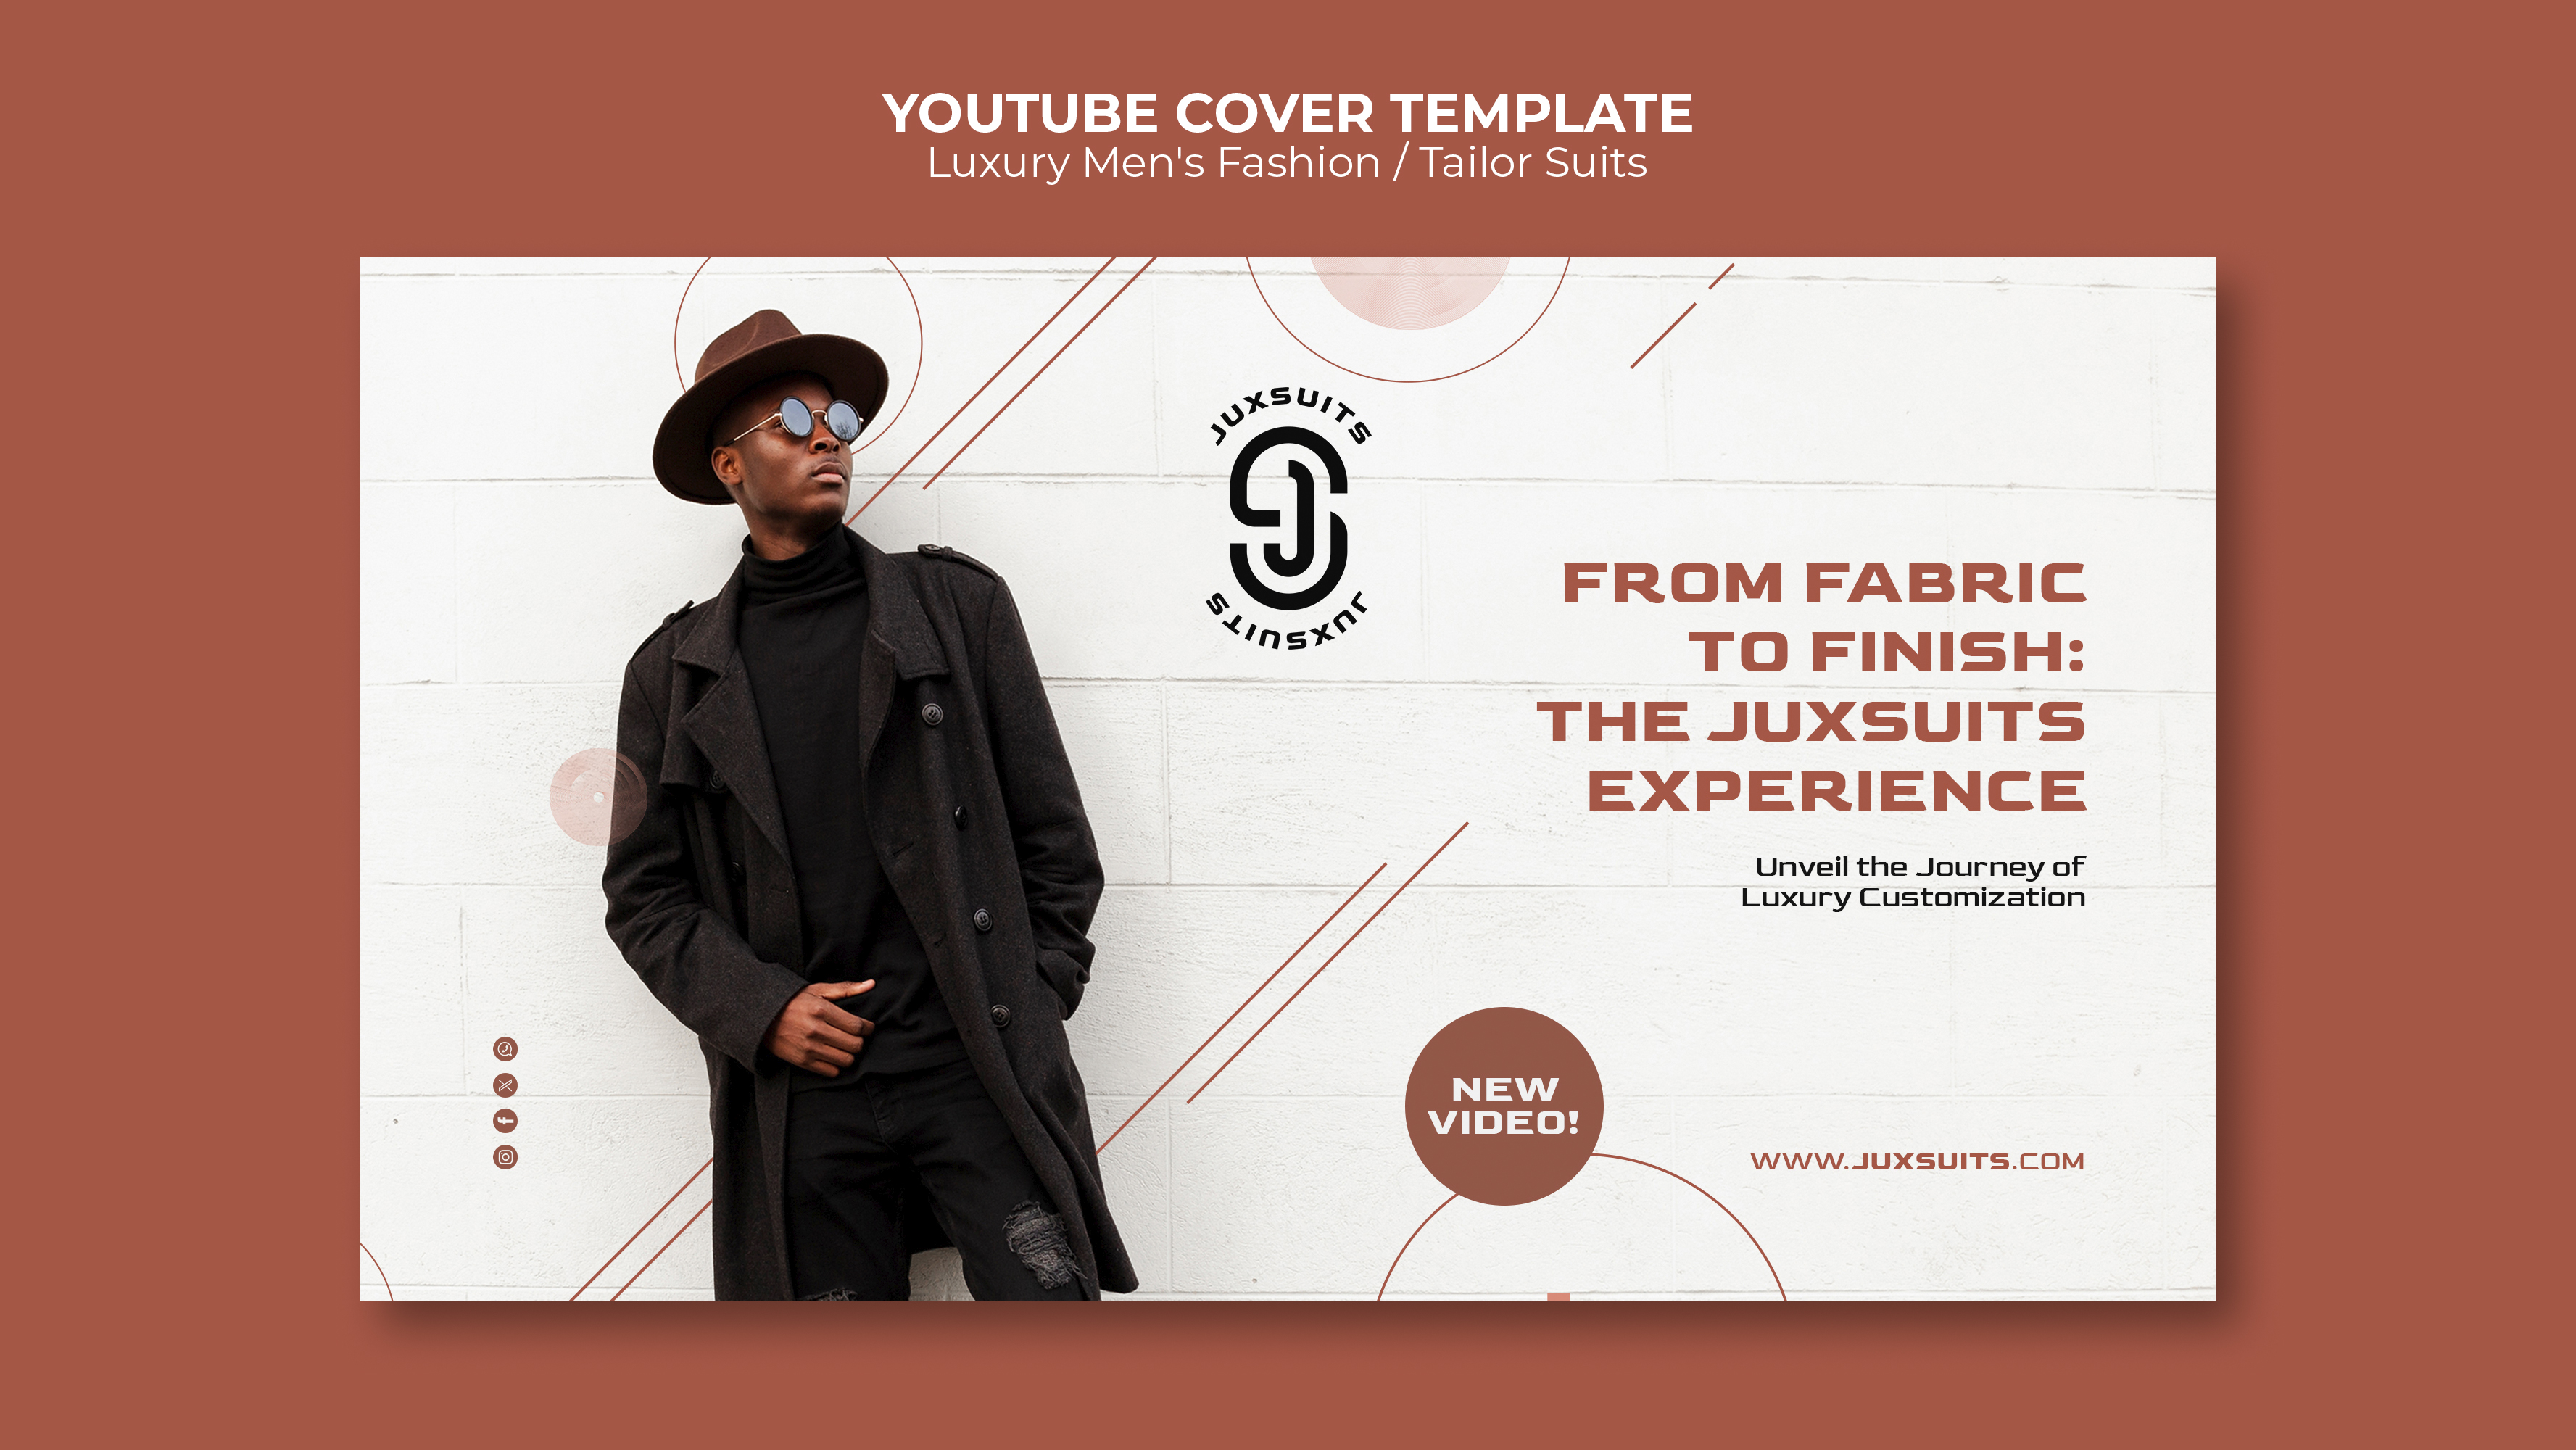 YOUTUBE COVER TEMPLATE
Luxury Men's Fashion / Tailor Suits
JUXSUITS
JUXSUITS
FROM FABRIC
TO FINISH:
THE JUXSUITS
EXPERIENCE
Unveil the Journey of
Luxury Customization
NEW
VIDEO!
WWW.JUXSUITS.COM